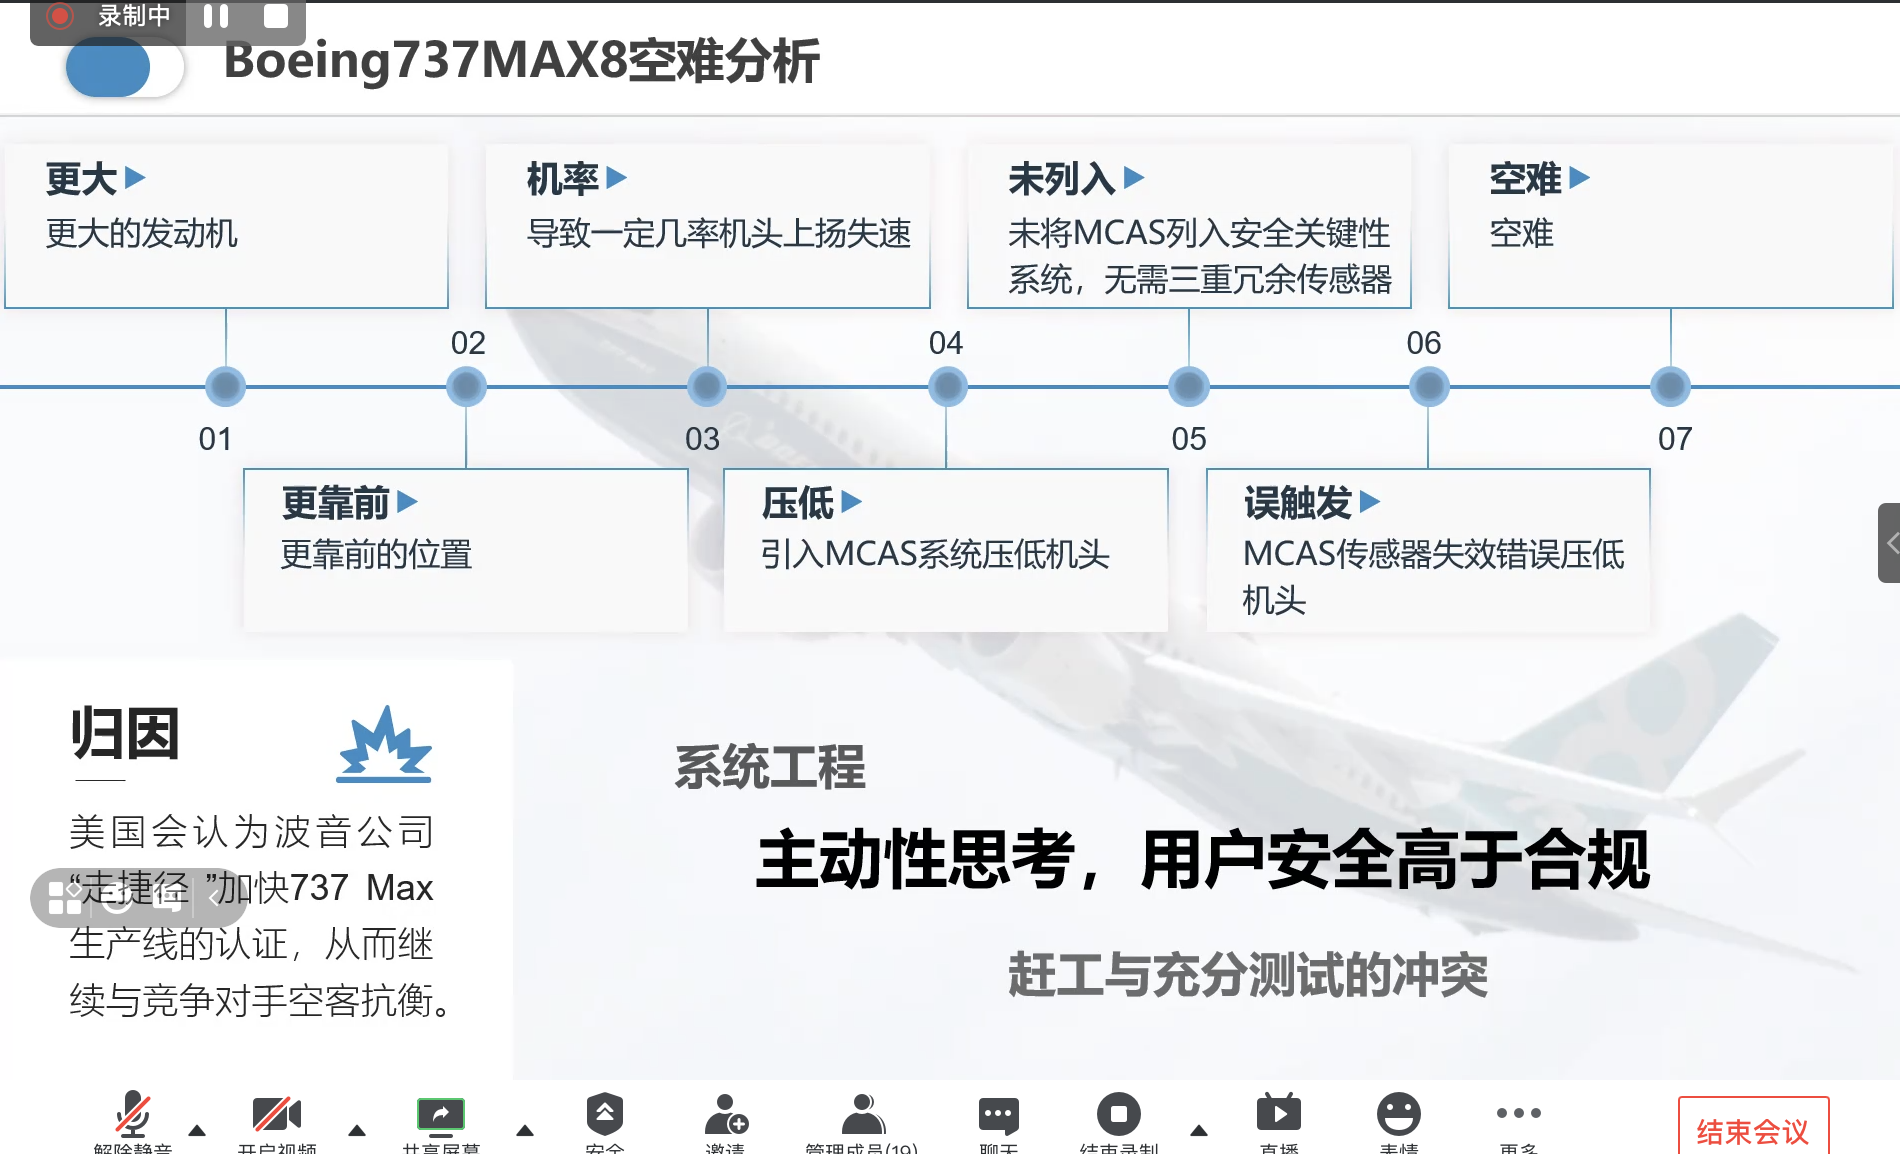 录制中
Boeing737MAX8空难分析
更大
更大的发动机
机率
导致一定几率机头上扬失速
未列入
未将MCAS列入安全关键性
系统，无需三重冗余传感器
空难
空难
02
04
06
01
03
05
07
更靠前
更靠前的位置
压低
引入MCAS系统压低机头
误触发
MCAS传感器失效错误压低
机头
归因
美国会认为波音公司
“走捷径 ”加快737 Max
生产线的认证，从而继
续与竞争对手空客抗衡。
系统工程
主动性思考，用户安全高于合规
赶工与充分测试的冲突
解除静音
开启视频
共享屏幕
安全
邀请
管理成员(19)
聊天
结束录制
直播
表情
更多
结束会议